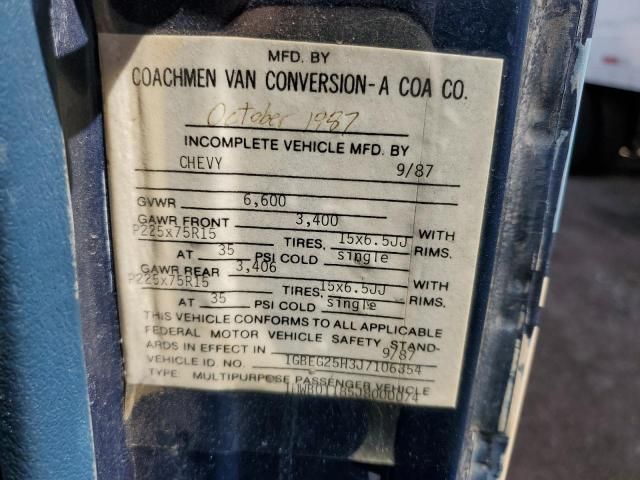 MFD. BY
COACHMEN VAN CONVERSION-A COA CO.
October 1987
INCOMPLETE VEHICLE MFD. BY
CHEVY 9/87
GVWR 6,600
GAWR FRONT 3,400 WITH
P225x75R15 TIRES, 15x6.5JJ RIMS.
AT 35 PSI COLD single
GAWR REAR 3,406 WITH
P225x75R15 TIRES, 15x6.5JJ RIMS.
AT 35 PSI COLD single
THIS VEHICLE CONFORMS TO ALL APPLICABLE
FEDERAL MOTOR VEHICLE SAFETY STAND-
ARDS IN EFFECT IN 9/87
VEHICLE ID. NO. 1GBEG25H3J7106354
TYPE: MULTIPURPOSE PASSENGER VEHICLE